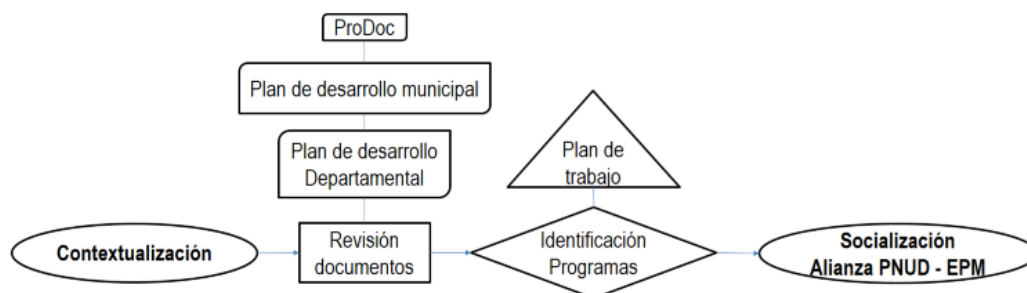 ProDoc
Plan de desarrollo municipal
Plan de desarrollo
Departamental
Plan de
trabajo
Contextualización
Revisión
documentos
Identificación
Programas
Socialización
Alianza PNUD - EPM